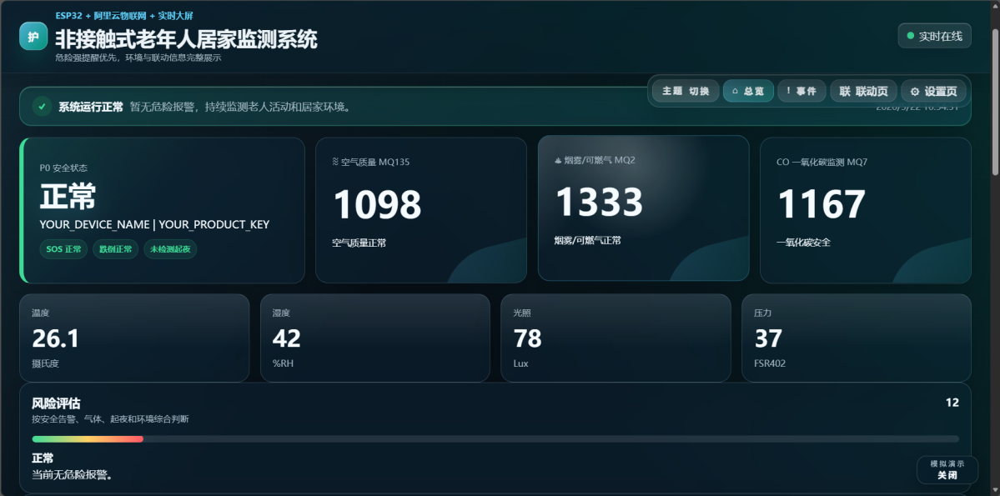 ESP32 + 阿里云物联网 + 实时大屏
护
非接触式老年人居家监测系统
危险强提醒优先，环境与联动信息完整展示
实时在线
主题 切换
总览
! 事件
联 联动页
设置页
系统运行正常 暂无危险报警，持续监测老人活动和居家环境。
P0 安全状态
正常
YOUR_DEVICE_NAME | YOUR_PRODUCT_KEY
SOS 正常
跌倒正常
未检测起夜
空气质量 MQ135
1098
空气质量正常
烟雾/可燃气 MQ2
1333
烟雾/可燃气正常
CO 一氧化碳监测 MQ7
1167
一氧化碳安全
温度
26.1
摄氏度
湿度
42
%RH
光照
78
Lux
压力
37
FSR402
风险评估
12
按安全告警、气体、起夜和环境综合判断
正常
当前无危险报警。
模拟演示
关闭